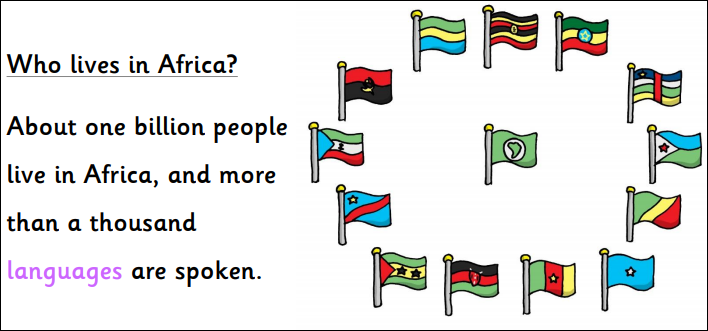 Who lives in Africa?
About one billion people
live in Africa, and more
than a thousand
languages are spoken.